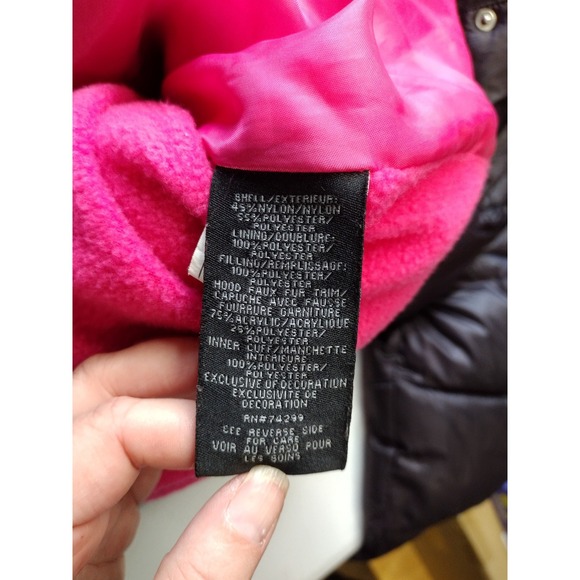 SHELL/EXTERIEUR:
45%NYLON/NYLON
55%POLYESTER/
POLYESTER
LINING/DOUBLURE:
100%POLYESTER/
POLYESTER
FILLING/REMPLISSAGE:
100%POLYESTER/
POLYESTER
HOOD FAUX FUR TRIM/
CAPUCHE AVEC FAUSSE
FOURRURE GARNITURE
75%ACRYLIC/ACRYLIQUE
25%POLYESTER/
POLYESTER
INNER CUFF/MANCHETTE
INTERIEURE
100%POLYESTER/
POLYESTER
EXCLUSIVE OF DECORATION
EXCLUSIVITE DE
DECORATION
RN#74299
SEE REVERSE SIDE
FOR CARE
VOIR AU VERSO POUR
LES SOINS